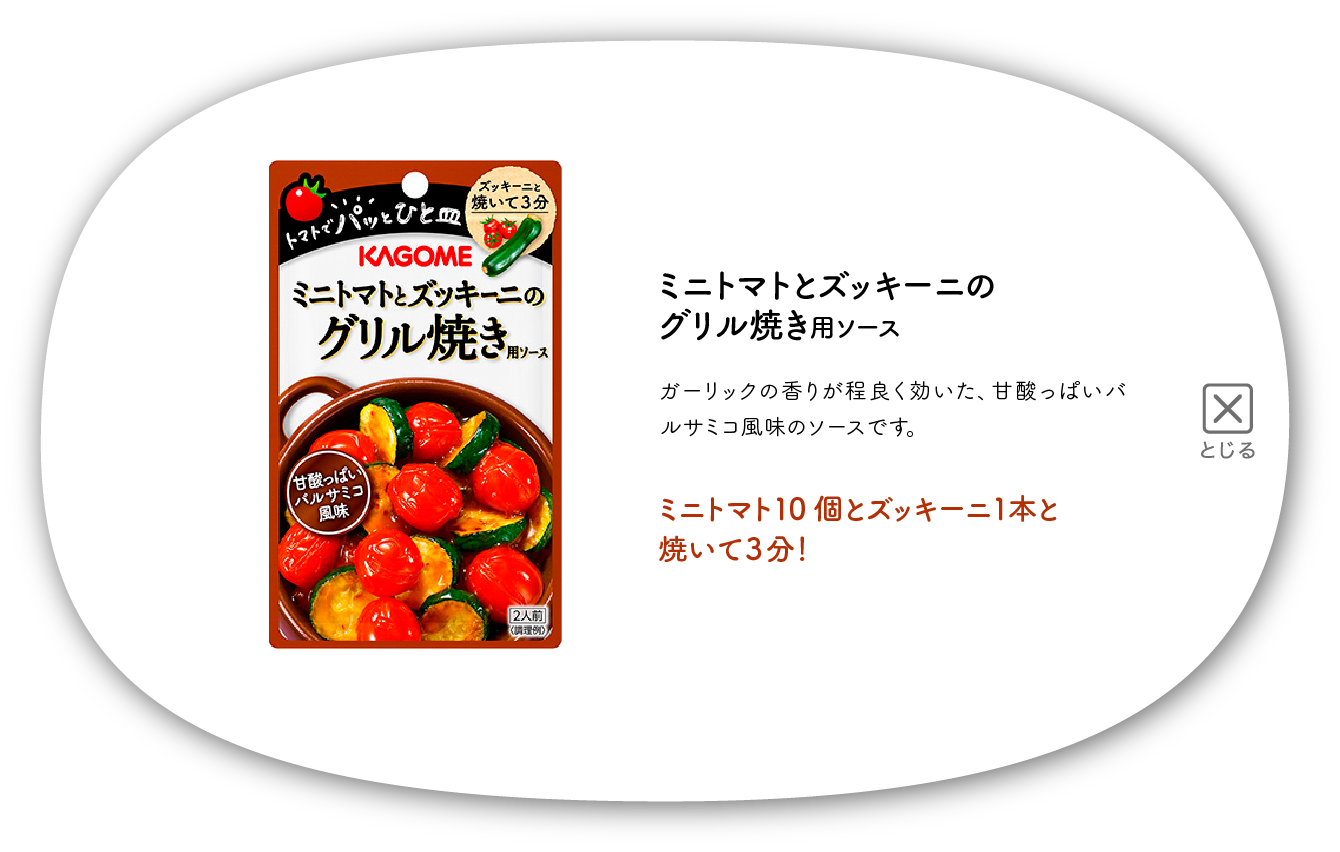 トマトでパッとひと皿
ズッキーニと
焼いて3分
KAGOME
ミニトマトとズッキーニの
グリル焼き用ソース
甘酸っぱい
バルサミコ
風味
2人前
〈調理例〉
ミニトマトとズッキーニの
グリル焼き用ソース
ガーリックの香りが程良く効いた、甘酸っぱいバ
ルサミコ風味のソースです。
ミニトマト10個とズッキーニ1本と
焼いて3分!
とじる